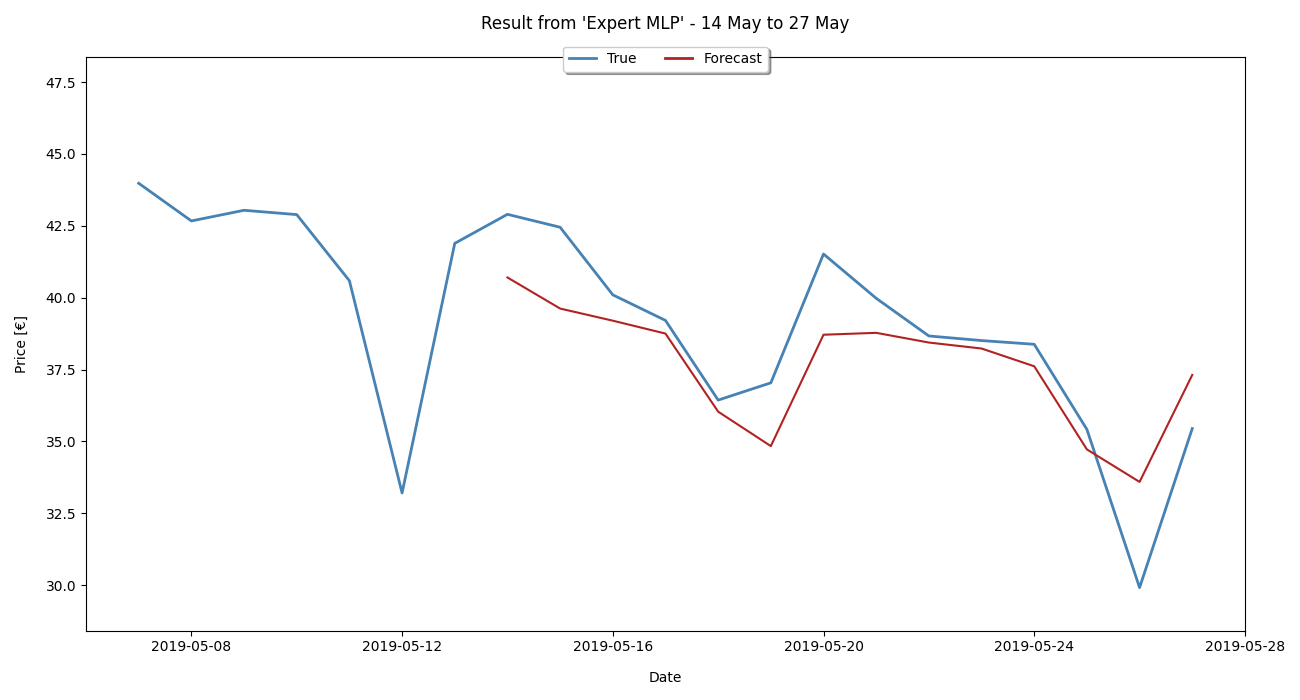 Result from 'Expert MLP' - 14 May to 27 May
True Forecast
47.5
45.0
42.5
40.0
37.5
35.0
32.5
30.0
Price [€]
2019-05-08 2019-05-12 2019-05-16 2019-05-20 2019-05-24 2019-05-28
Date